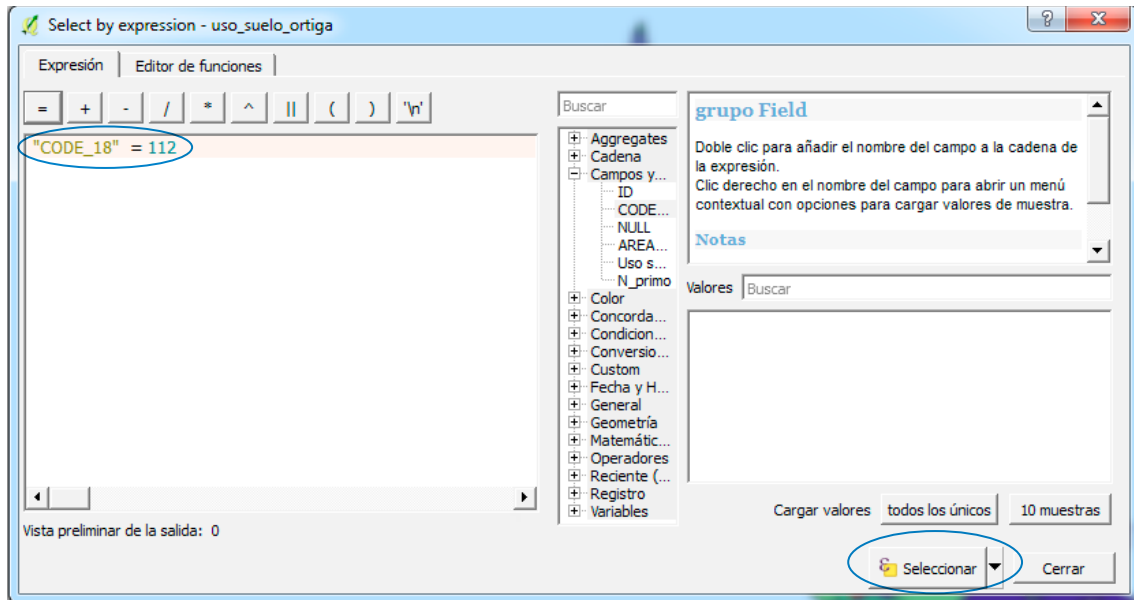 Select by expression - uso_suelo_ortiga
Expresión
Editor de funciones
= + - / * ^ || ( ) '\n'
"CODE_18" = 112
Vista preliminar de la salida: 0
Buscar
Aggregates
Cadena
Campos y...
ID
CODE...
NULL
AREA...
Uso s...
N_primo
Color
Concorda...
Condicion...
Conversio...
Custom
Fecha y H...
General
Geometría
Matemátic...
Operadores
Reciente (...
Registro
Variables
grupo Field
Doble clic para añadir el nombre del campo a la cadena de
la expresión.
Clic derecho en el nombre del campo para abrir un menú
contextual con opciones para cargar valores de muestra.
Notas
Valores
Buscar
Cargar valores
todos los únicos
10 muestras
Seleccionar
Cerrar